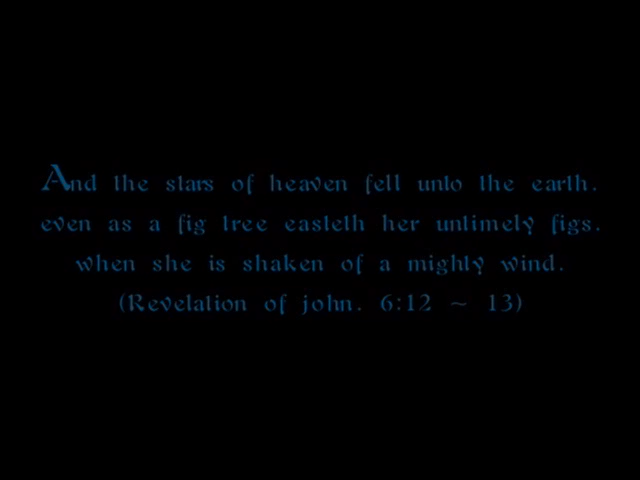 And the stars of heaven fell unto the earth.
even as a fig tree casteth her untimely figs.
when she is shaken of a mighty wind.
(Revelation of john. 6:12 ~ 13)